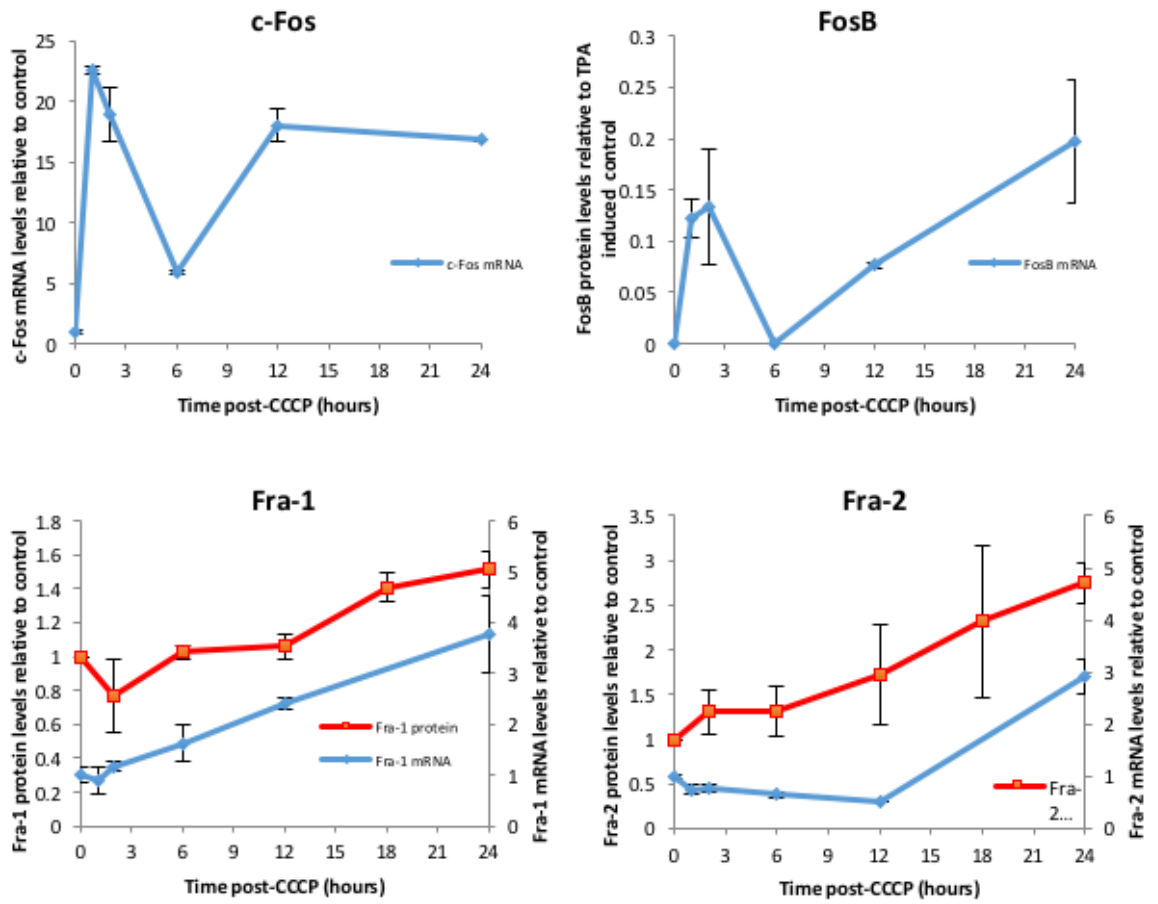 c-Fos
c-Fos mRNA levels relative to control
25
20
15
10
5
0
c-Fos mRNA
0 3 6 9 12 15 18 21 24
Time post-CCCP (hours)
FosB
FosB protein levels relative to TPA
induced control
0.3
0.25
0.2
0.15
0.1
0.05
0
FosB mRNA
0 3 6 9 12 15 18 21 24
Time post-CCCP (hours)
Fra-1
Fra-1 protein levels relative to control
1.8
1.6
1.4
1.2
1
0.8
0.6
0.4
0.2
0
Fra-1 protein
Fra-1 mRNA
6
5
4
3
2
1
0
Fra-1 mRNA levels relative to control
0 3 6 9 12 15 18 21 24
Time post-CCCP (hours)
Fra-2
Fra-2 protein levels relative to control
3.5
3
2.5
2
1.5
1
0.5
0
Fra-
2...
6
5
4
3
2
1
0
Fra-2 mRNA levels relative to control
0 3 6 9 12 15 18 21 24
Time post-CCCP (hours)